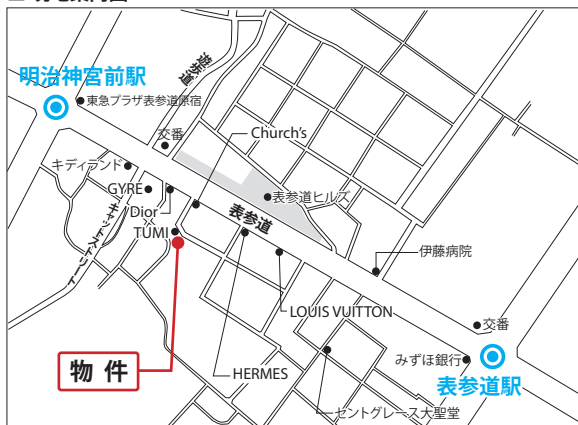 明治神宮前駅
東急プラザ表参道原宿
遊歩道
交番
Church's
キディランド
GYRE
表参道ヒルズ
Dior
表参道
TUMI
キャットストリート
伊藤病院
LOUIS VUITTON
交番
物件
HERMES
みずほ銀行
表参道駅
セントグレース大聖堂